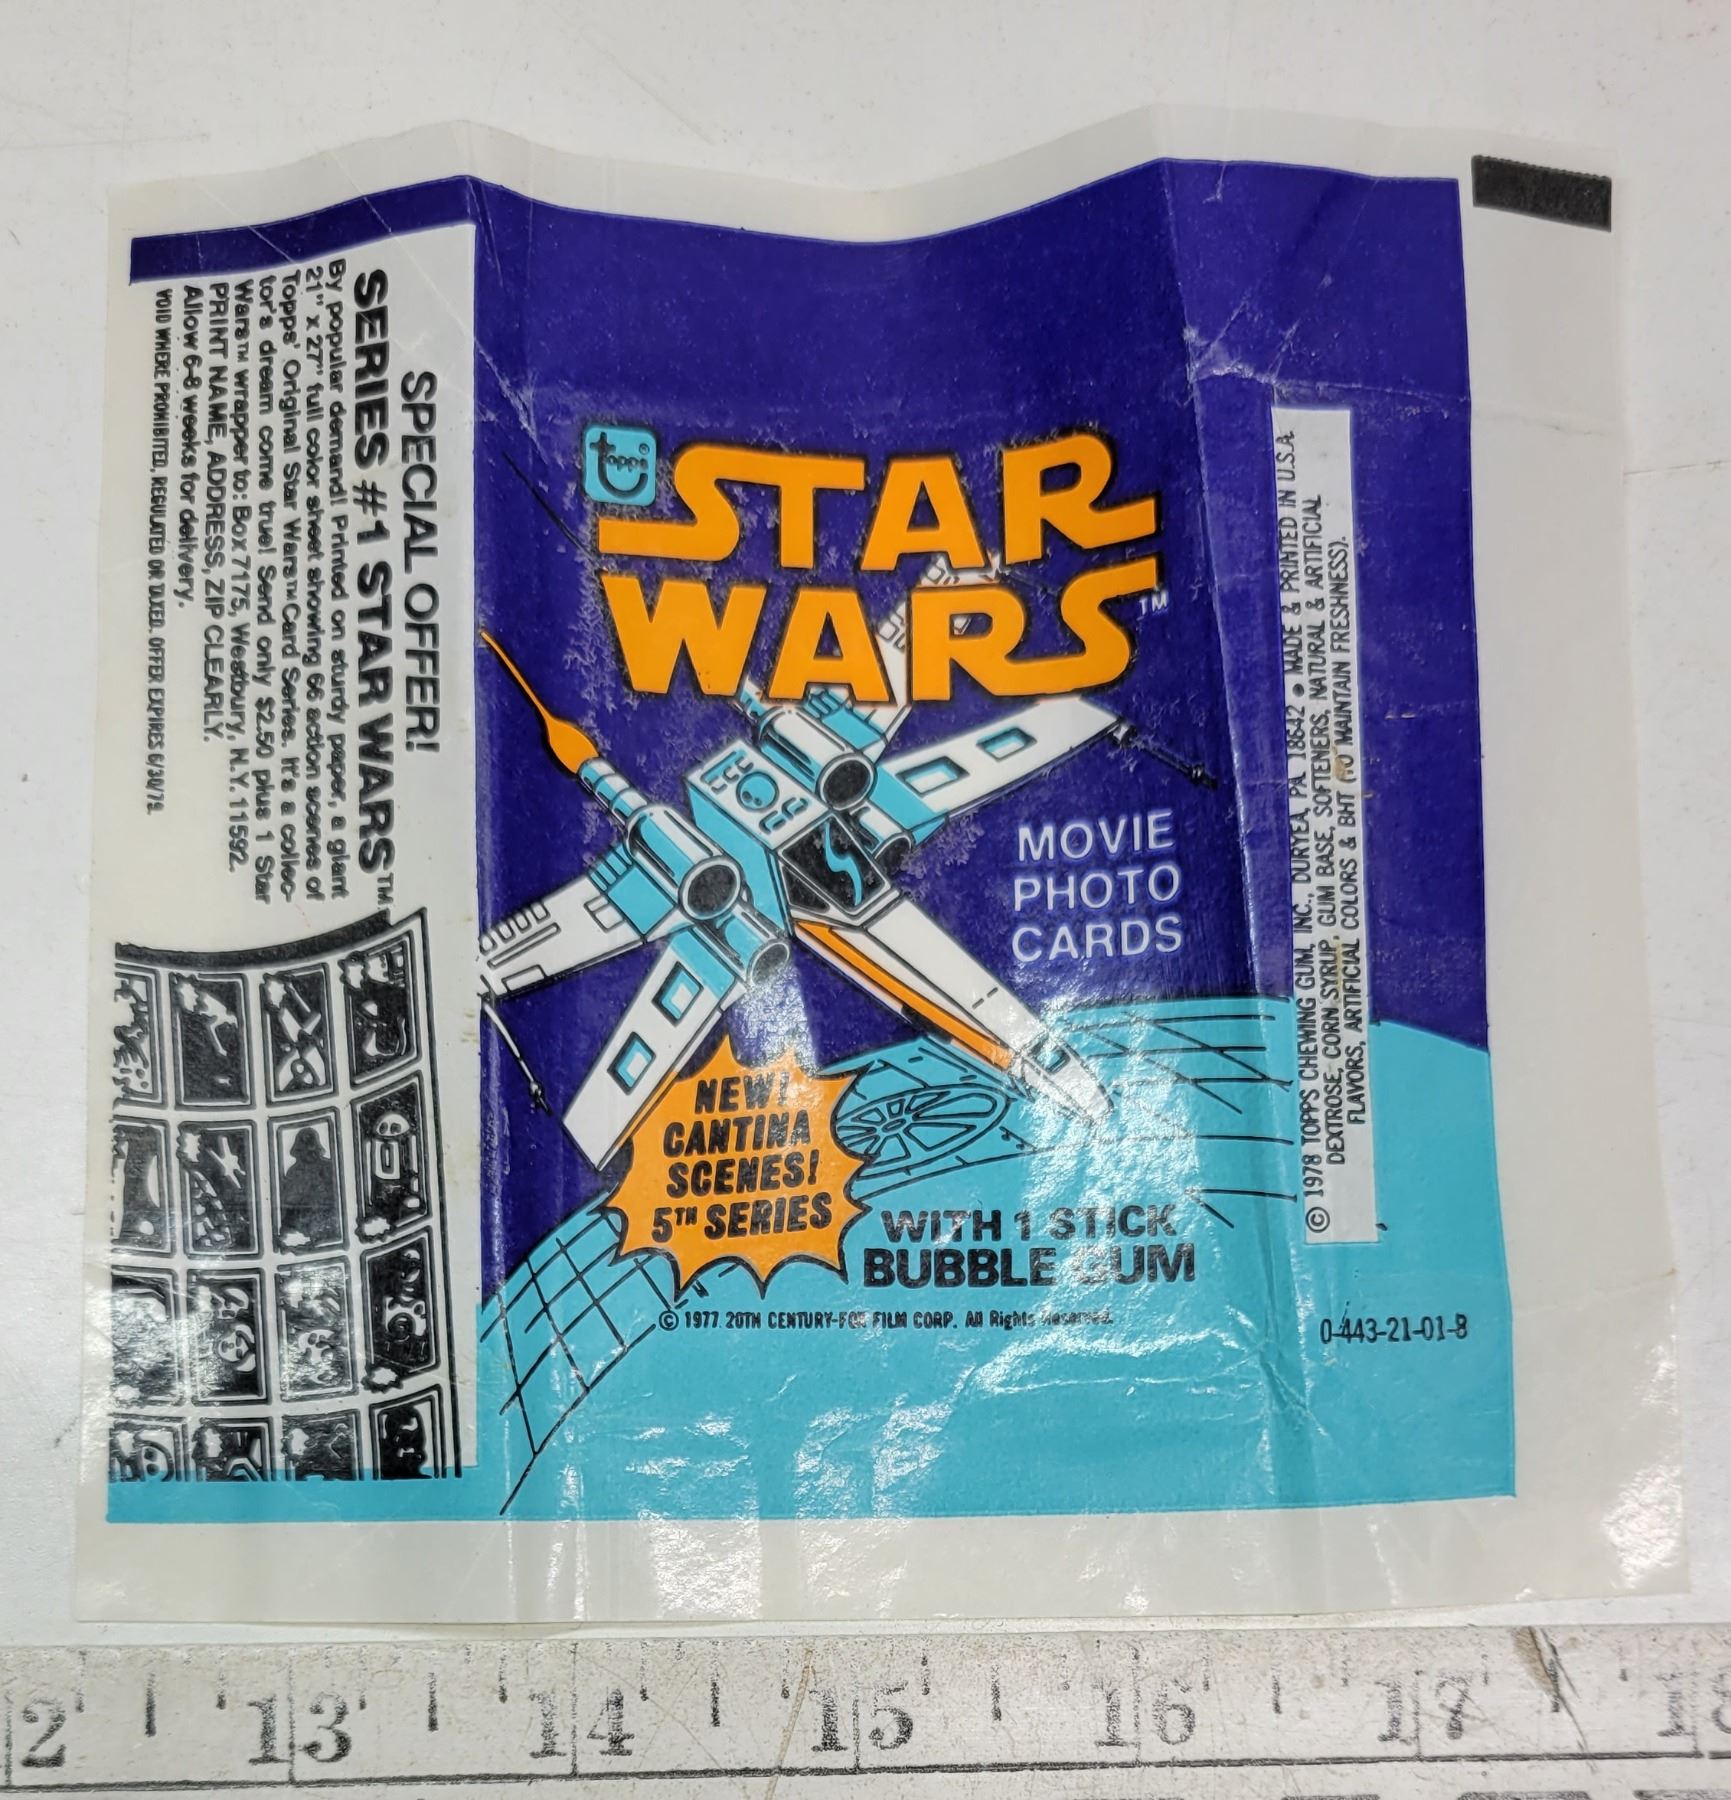 SPECIAL OFFER!
SERIES #1 STAR WARS™
By popular demand! Printed on sturdy paper, a giant
21" x 27" full color sheet showing 66 action scenes of
Topps' Original Star Wars™ Card Series. It's a collec-
tor's dream come true! Send only $2.50 plus 1 Star
Wars™ wrapper to: Box 7175, Westbury, N.Y. 11592.
PRINT NAME, ADDRESS, ZIP CLEARLY.
Allow 6-8 weeks for delivery.
VOID WHERE PROHIBITED, REGULATED OR TAXED. OFFER EXPIRES
topps®
STAR
WARS™
MOVIE
PHOTO
CARDS
NEW!
CANTINA
SCENES!
5TH SERIES
WITH 1 STICK
BUBBLE GUM
© 1977 20TH CENTURY-FOX FILM CORP. All Rights Reserved.
© 1978 TOPPS CHEWING GUM, INC., DURYEA, PA 18642 • MADE & PRINTED IN U.S.A.
DEXTROSE, CORN SYRUP, GUM BASE, SOFTENERS, NATURAL & ARTIFICIAL
FLAVORS, ARTIFICIAL COLORS & BHT (TO MAINTAIN FRESHNESS).
0-443-21-01-8
2 13 14 15 16 17